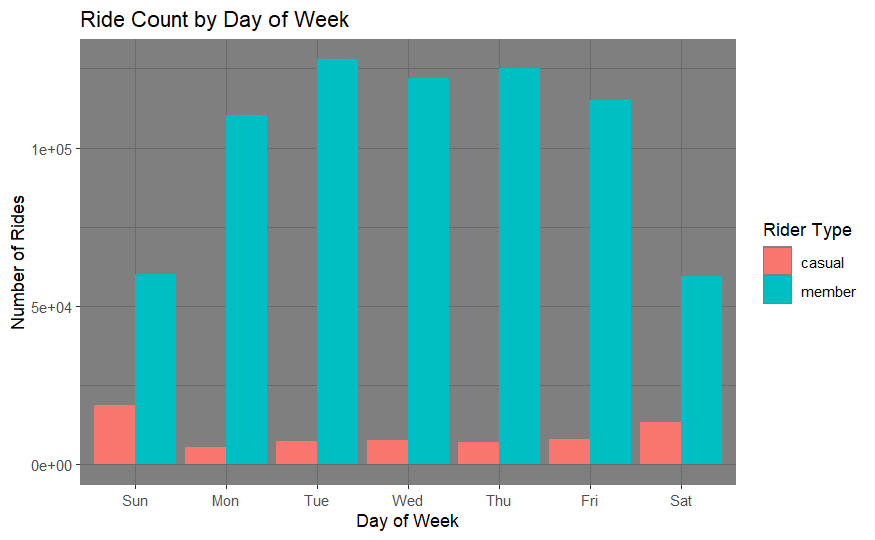 Ride Count by Day of Week
Number of Rides
1e+05
5e+04
0e+00
Sun Mon Tue Wed Thu Fri Sat
Day of Week
Rider Type
casual
member